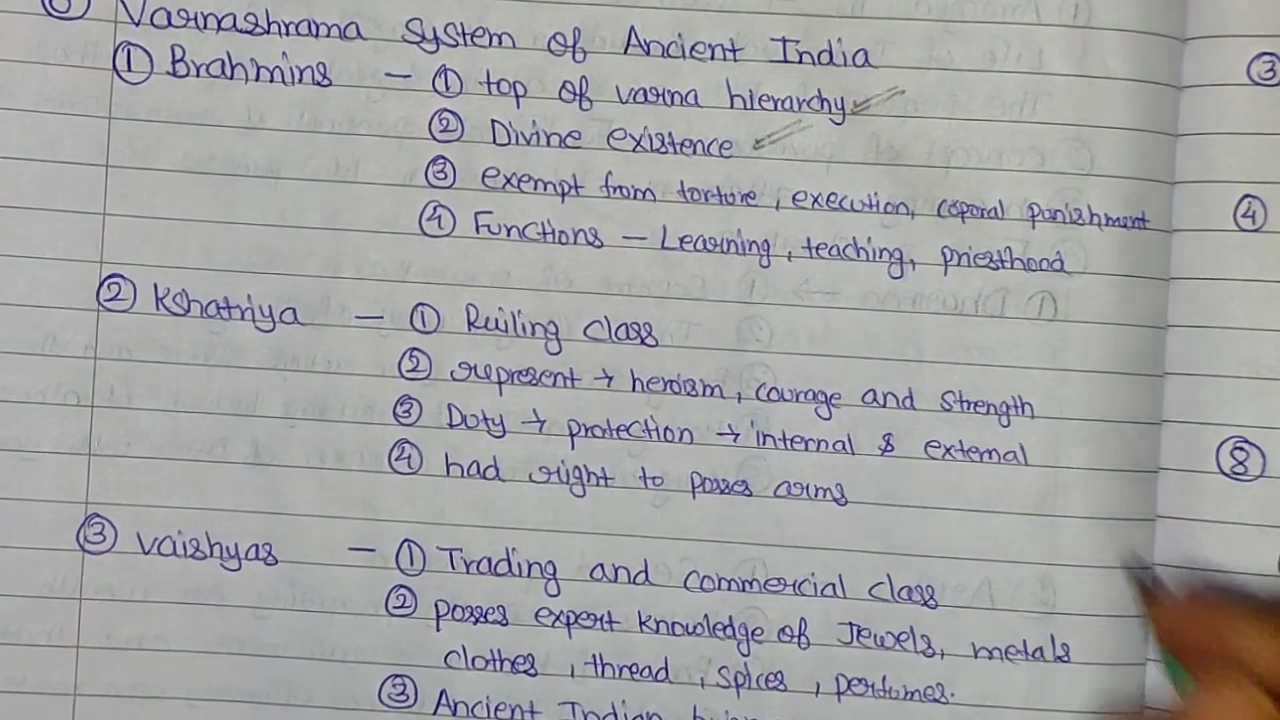 Varnashrama System of Ancient India
① Brahmins - ① top of varna hierarchy
② Divine existence
③ exempt from torture, execution, coporal punishment
④ Functions - Learning, teaching, priesthood
② Kshatriya - ① Ruiling class
② represent → heroism, courage and strength
③ Duty → protection → internal & external
④ had right to posses arms
③ Vaishyas - ① Trading and commercial class
② posses expert knowledge of Jewels, metals
clothes, thread, spices, perfumes.
③ Ancient Indian
③
④
⑧